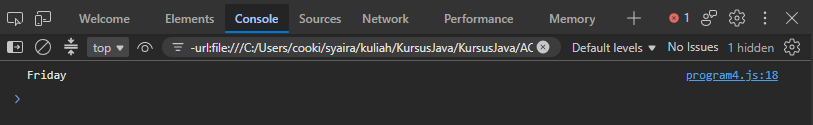 Welcome Elements Console Sources Network Performance Memory 1
top -url:file:///C:/Users/cooki/syaira/kuliah/KursusJava/KursusJava/AC Default levels No Issues 1 hidden
Friday program4.js:18
>